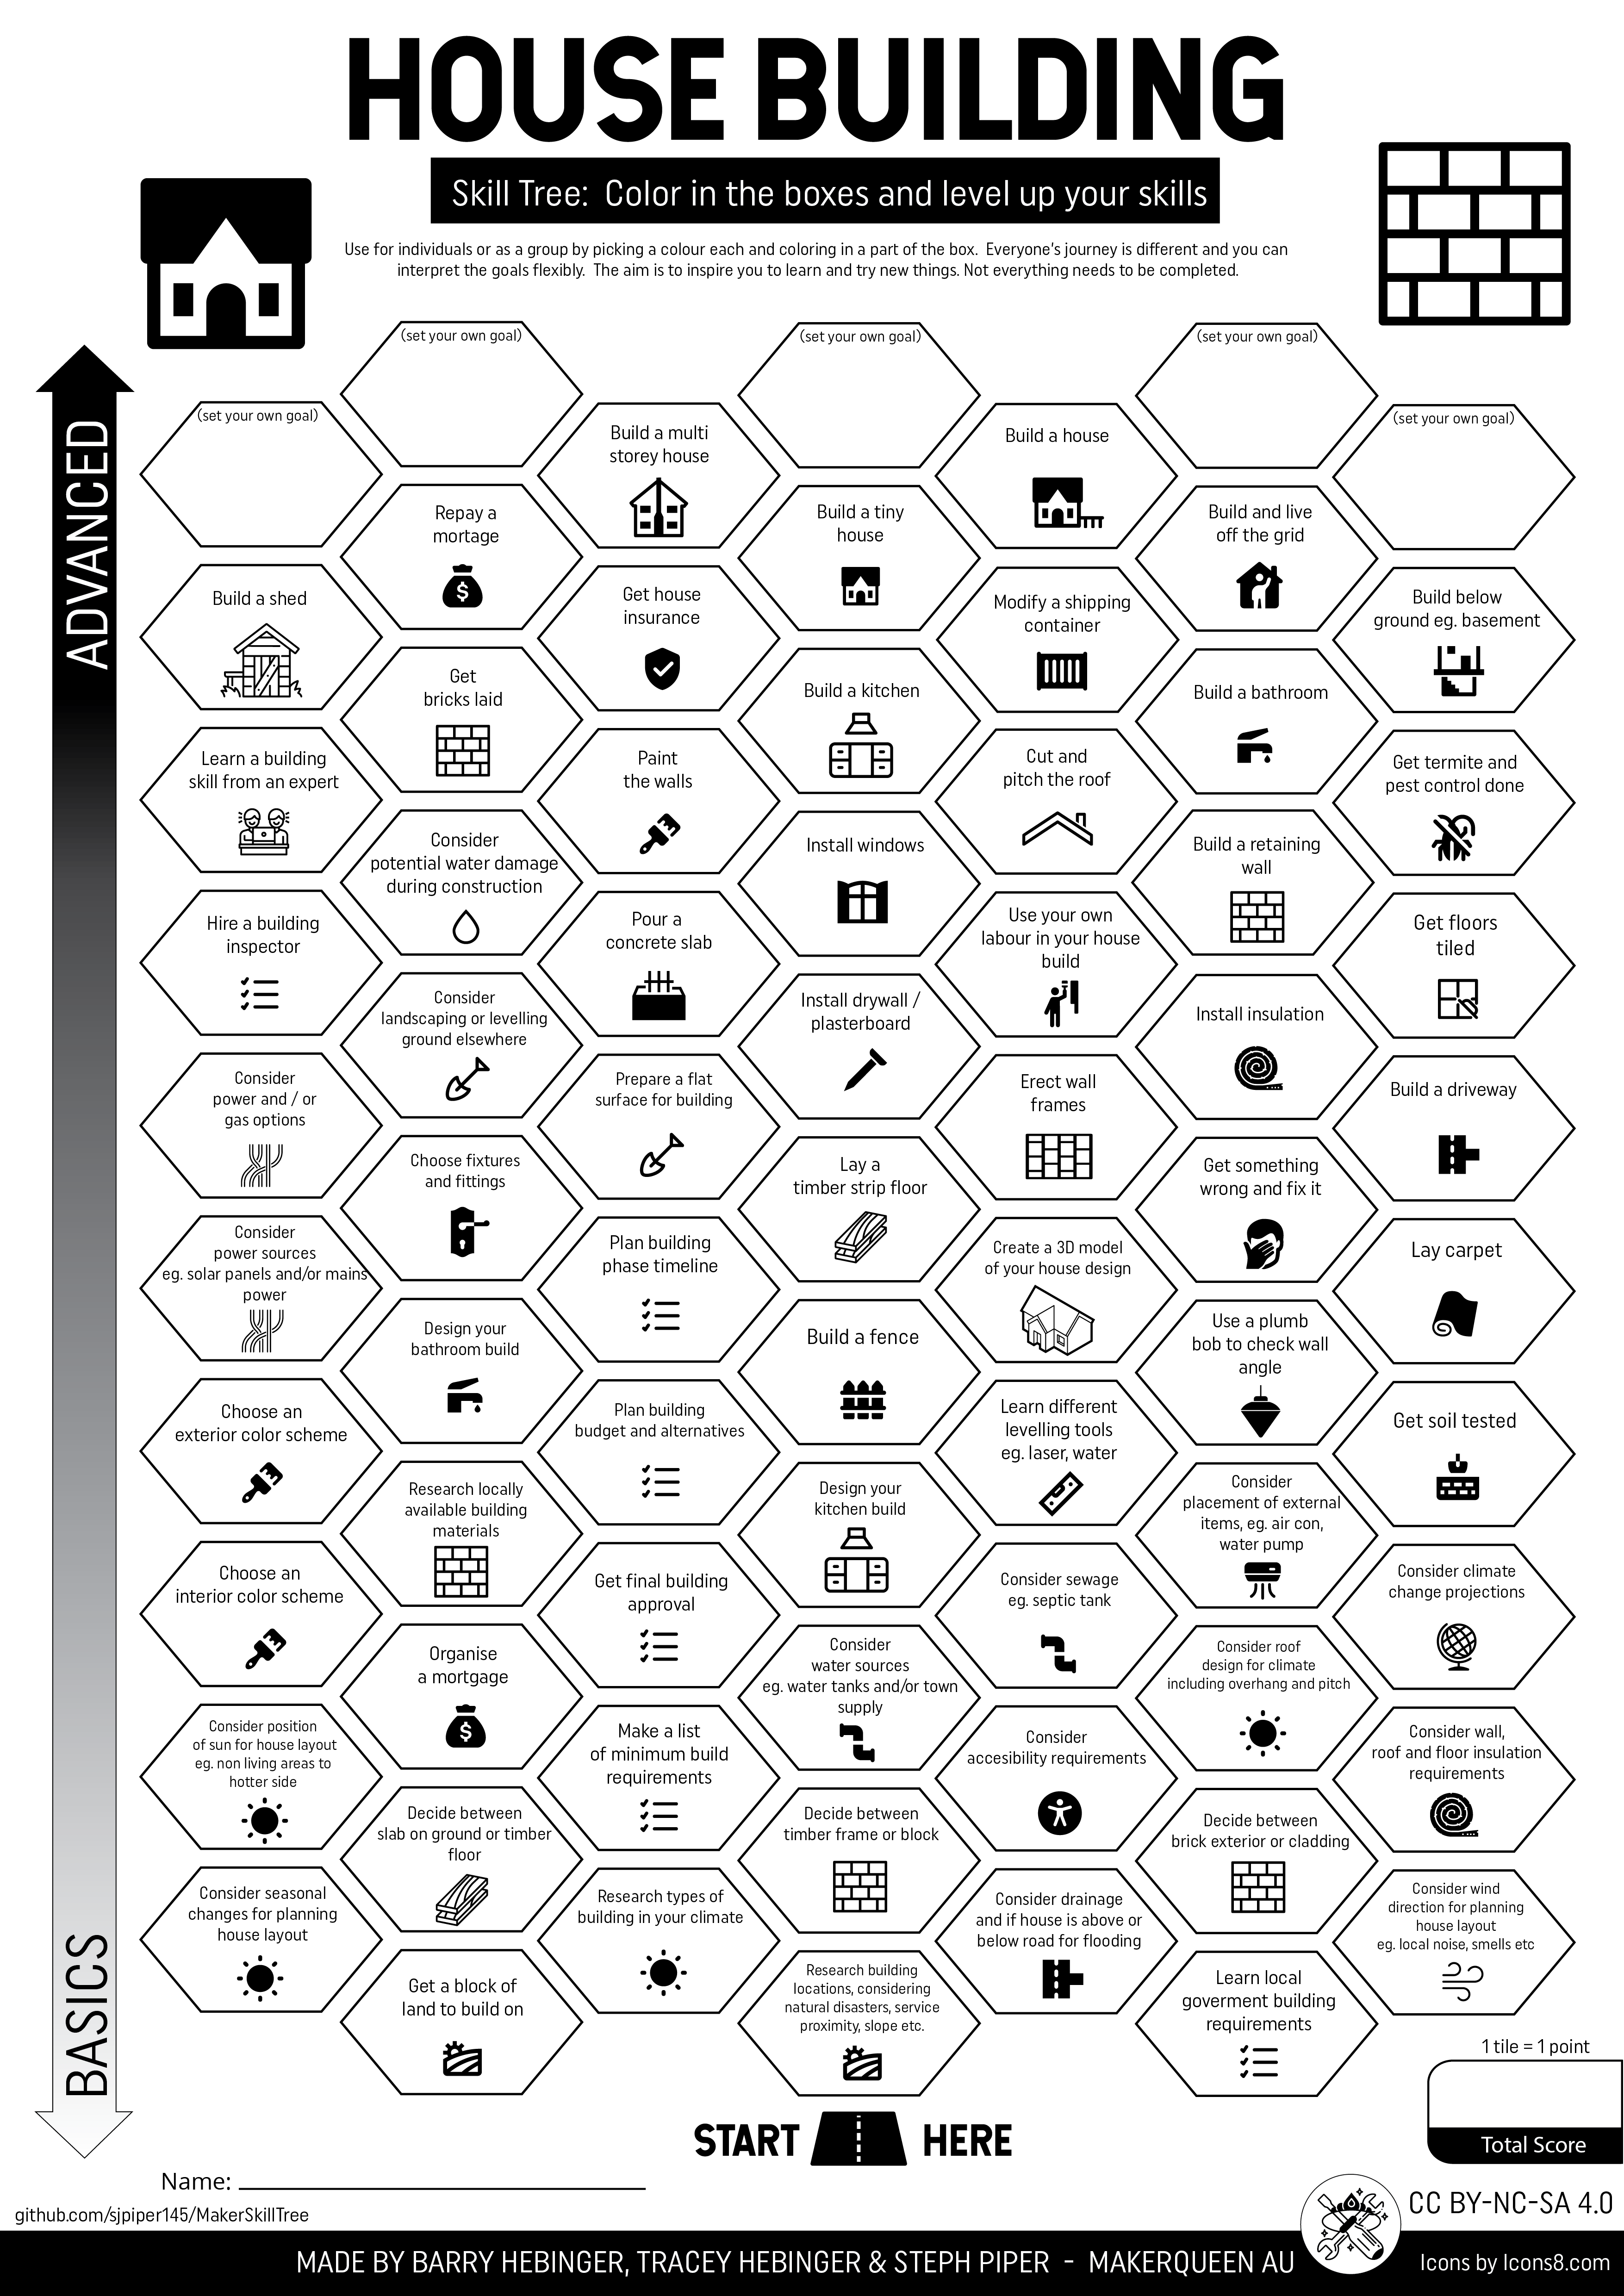 HOUSE BUILDING
Skill Tree: Color in the boxes and level up your skills
Use for individuals or as a group by picking a colour each and coloring in a part of the box. Everyone's journey is different and you can
interpret the goals flexibly. The aim is to inspire you to learn and try new things. Not everything needs to be completed.
ADVANCED
BASICS
(set your own goal)
(set your own goal)
(set your own goal)
(set your own goal)
(set your own goal)
Build a multi
storey house
Build a house
Repay a
mortage
Build a tiny
house
Build and live
off the grid
Build a shed
Get house
insurance
Modify a shipping
container
Build below
ground eg. basement
Get
bricks laid
Build a kitchen
Build a bathroom
Learn a building
skill from an expert
Paint
the walls
Cut and
pitch the roof
Get termite and
pest control done
Consider
potential water damage
during construction
Install windows
Build a retaining
wall
Hire a building
inspector
Pour a
concrete slab
Use your own
labour in your house
build
Get floors
tiled
Consider
landscaping or levelling
ground elsewhere
Install drywall /
plasterboard
Install insulation
Consider
power and / or
gas options
Prepare a flat
surface for building
Erect wall
frames
Build a driveway
Choose fixtures
and fittings
Lay a
timber strip floor
Get something
wrong and fix it
Consider
power sources
eg. solar panels and/or mains
power
Plan building
phase timeline
Create a 3D model
of your house design
Lay carpet
Design your
bathroom build
Build a fence
Use a plumb
bob to check wall
angle
Choose an
exterior color scheme
Plan building
budget and alternatives
Learn different
levelling tools
eg. laser, water
Get soil tested
Research locally
available building
materials
Design your
kitchen build
Consider
placement of external
items, eg. air con,
water pump
Choose an
interior color scheme
Get final building
approval
Consider sewage
eg. septic tank
Consider climate
change projections
Organise
a mortgage
Consider
water sources
eg. water tanks and/or town
supply
Consider roof
design for climate
including overhang and pitch
Consider position
of sun for house layout
eg. non living areas to
hotter side
Make a list
of minimum build
requirements
Consider
accesibility requirements
Consider wall,
roof and floor insulation
requirements
Decide between
slab on ground or timber
floor
Decide between
timber frame or block
Decide between
brick exterior or cladding
Consider seasonal
changes for planning
house layout
Research types of
building in your climate
Consider drainage
and if house is above or
below road for flooding
Consider wind
direction for planning
house layout
eg. local noise, smells etc
Get a block of
land to build on
Research building
locations, considering
natural disasters, service
proximity, slope etc.
Learn local
goverment building
requirements
1 tile = 1 point
Total Score
START HERE
Name:
github.com/sjpiper145/MakerSkillTree
CC BY-NC-SA 4.0
MADE BY BARRY HEBINGER, TRACEY HEBINGER & STEPH PIPER - MAKERQUEEN AU
Icons by Icons8.com